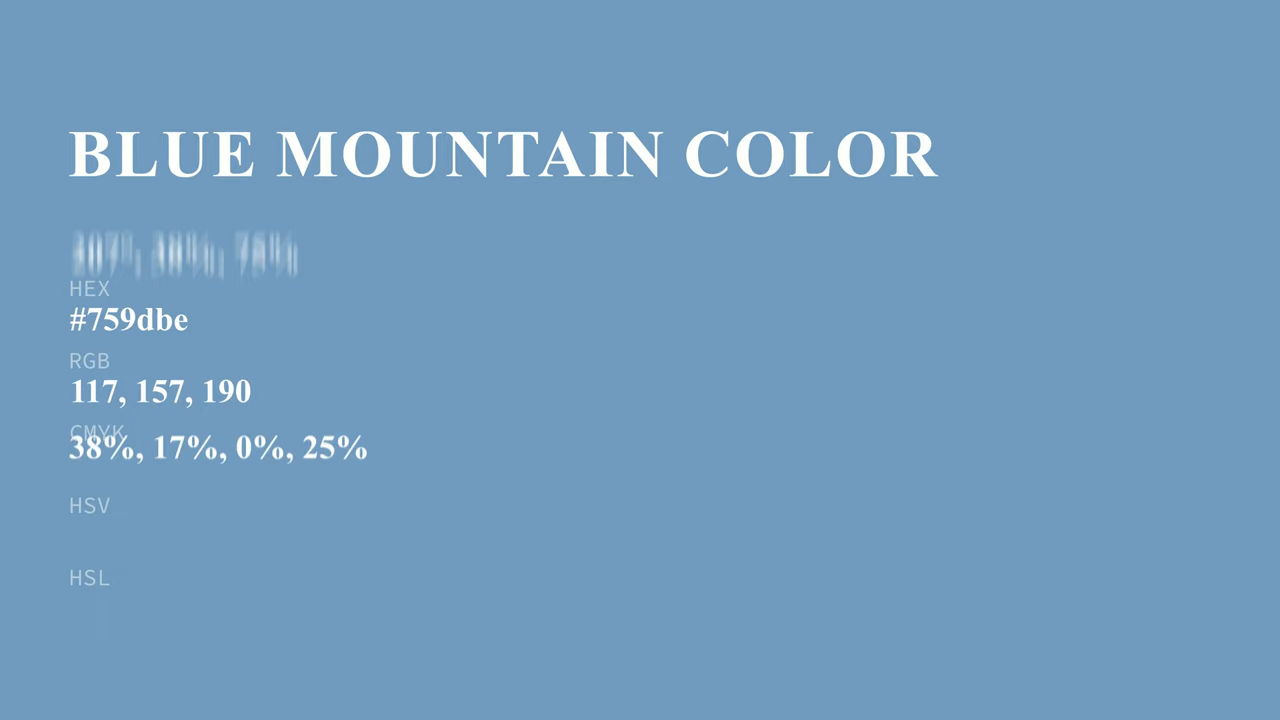 BLUE MOUNTAIN COLOR
HEX
#759dbe
RGB
117, 157, 190
CMYK
38%, 17%, 0%, 25%
HSV
HSL